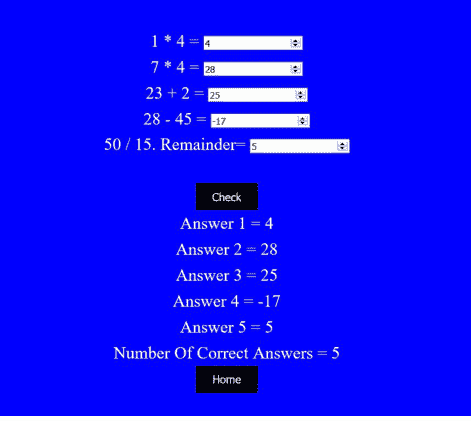 1 * 4 = 4
7 * 4 = 28
23 + 2 = 25
28 - 45 = -17
50 / 15. Remainder= 5
Check
Answer 1 = 4
Answer 2 = 28
Answer 3 = 25
Answer 4 = -17
Answer 5 = 5
Number Of Correct Answers = 5
Home